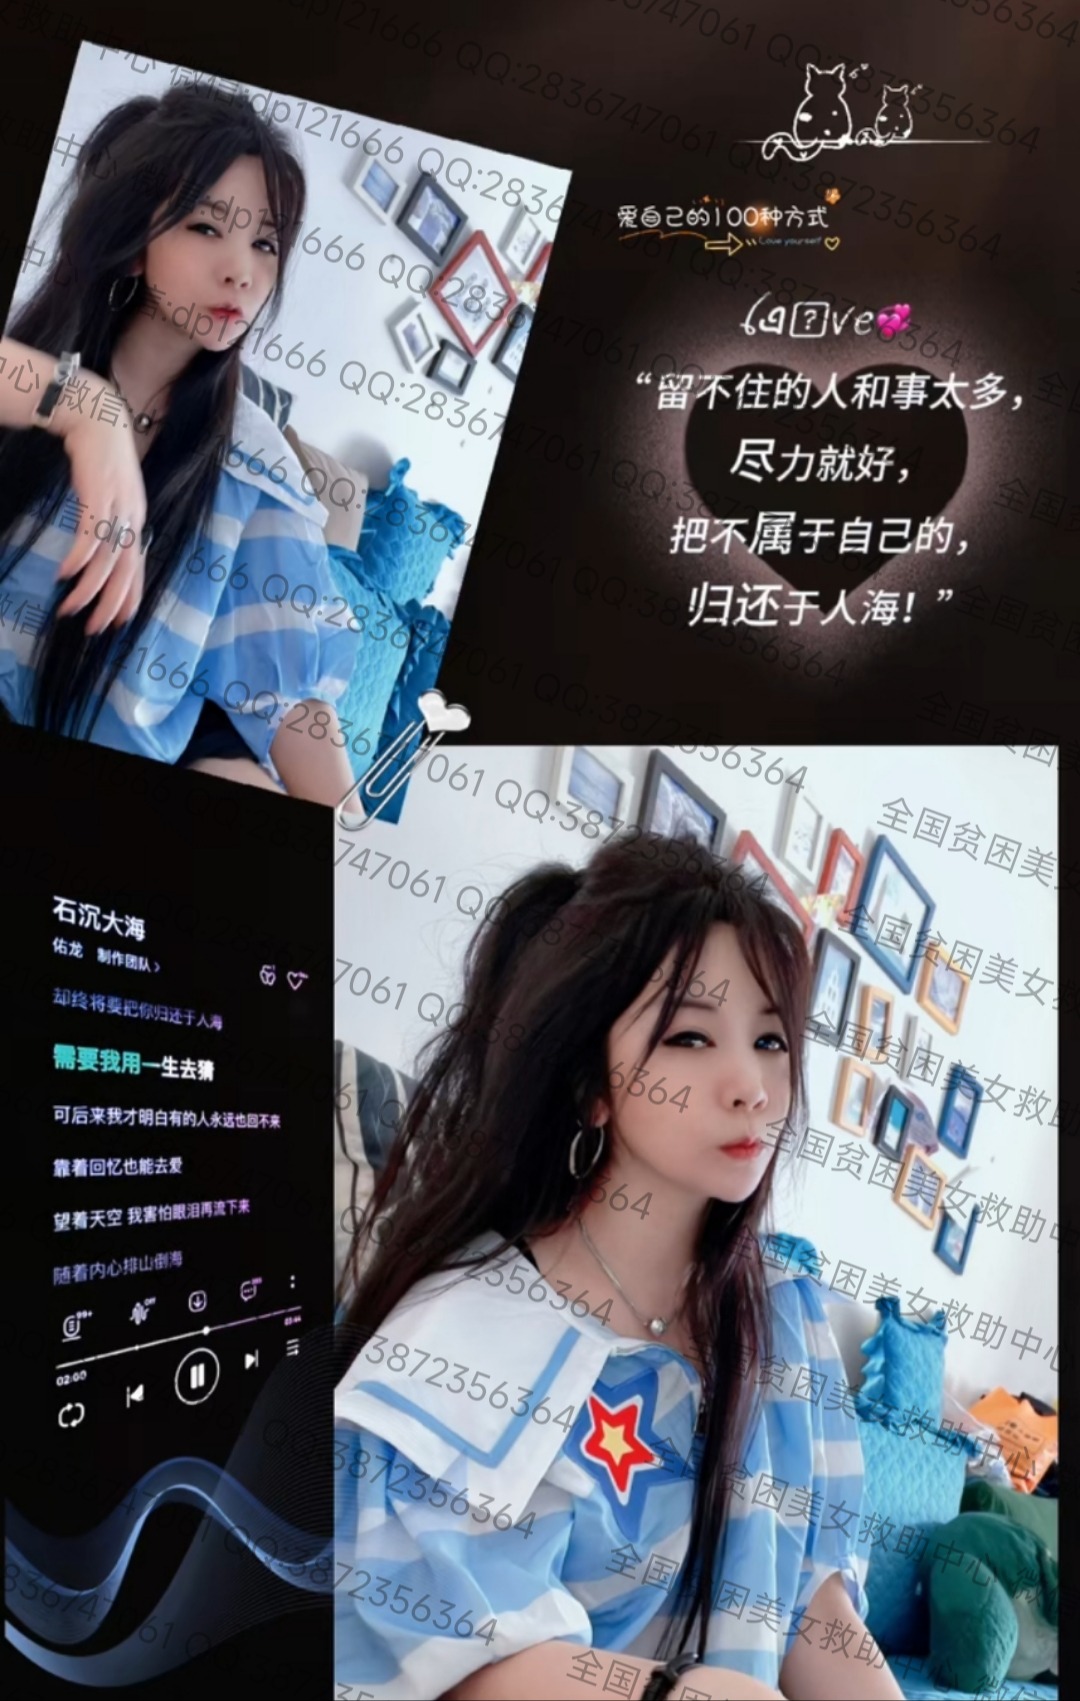 爱自己的100种方式
Love yourself
ve
“留不住的人和事太多，
尽力就好，
把不属于自己的，
归还于人海！”
石沉大海
佑龙 制作团队›
却终将要把你归还于人海
需要我用一生去猜
可后来我才明白有的人永远也回不来
靠着回忆也能去爱
望着天空 我害怕眼泪再流下来
随着内心排山倒海
99+
02:00
全国贫困美女救助中心 微信:dp121666 QQ:2836747061 QQ:3872356364